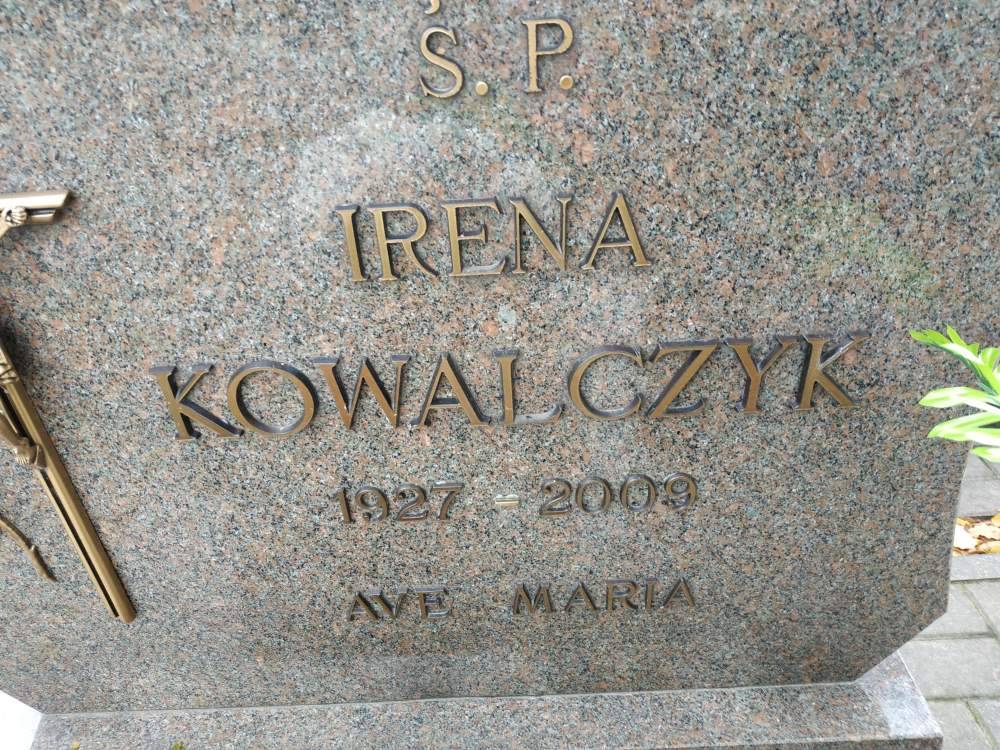 Ś. P.
IRENA
KOWALCZYK
1927 - 2009
AVE MARIA